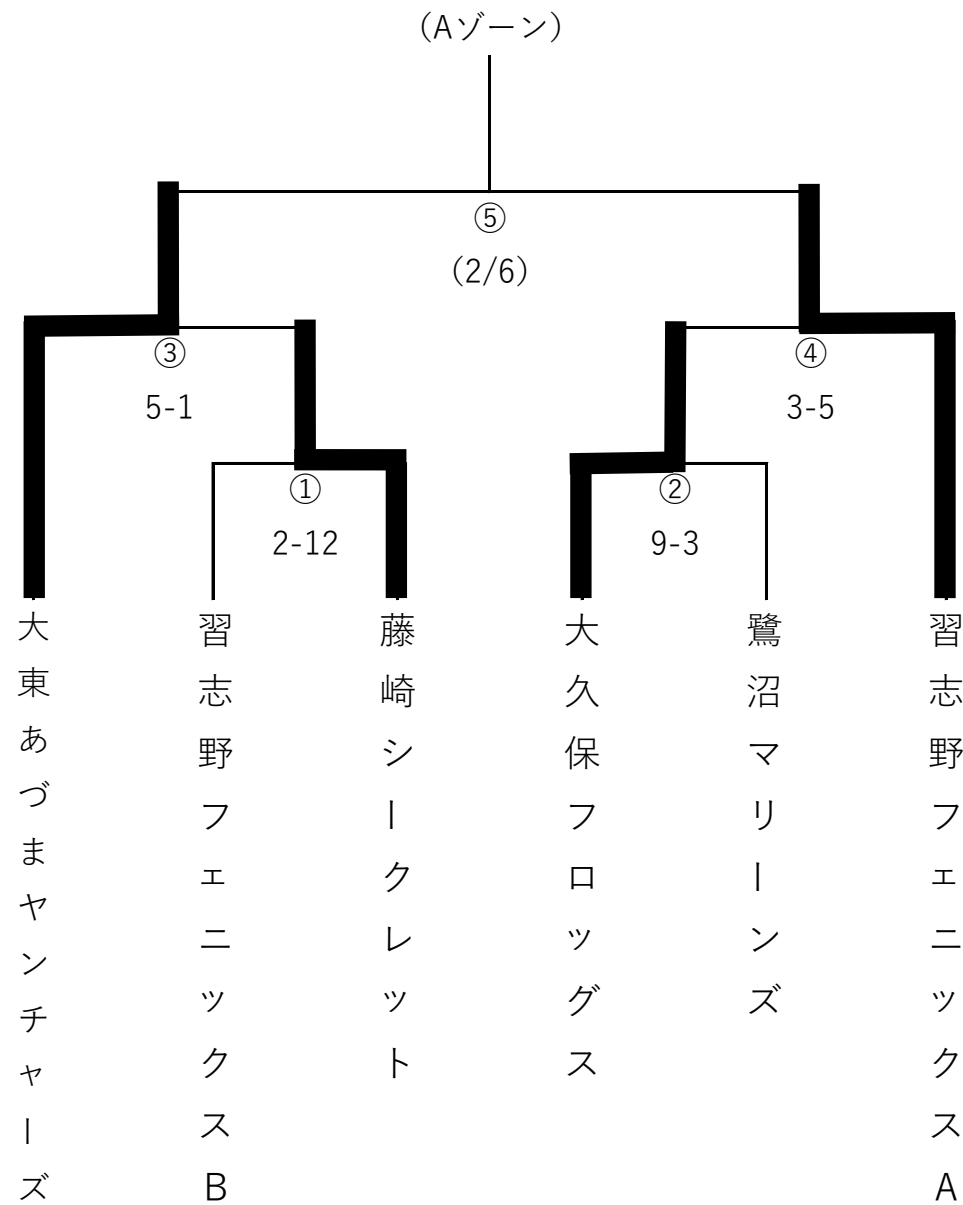 (Aゾーン)
⑤
(2/6)
③
④
5-1
3-5
①
②
2-12
9-3
大東あづまヤンチャーズ
習志野フェニックスB
藤崎シークレット
大久保フロッグス
鷺沼マリーンズ
習志野フェニックスA